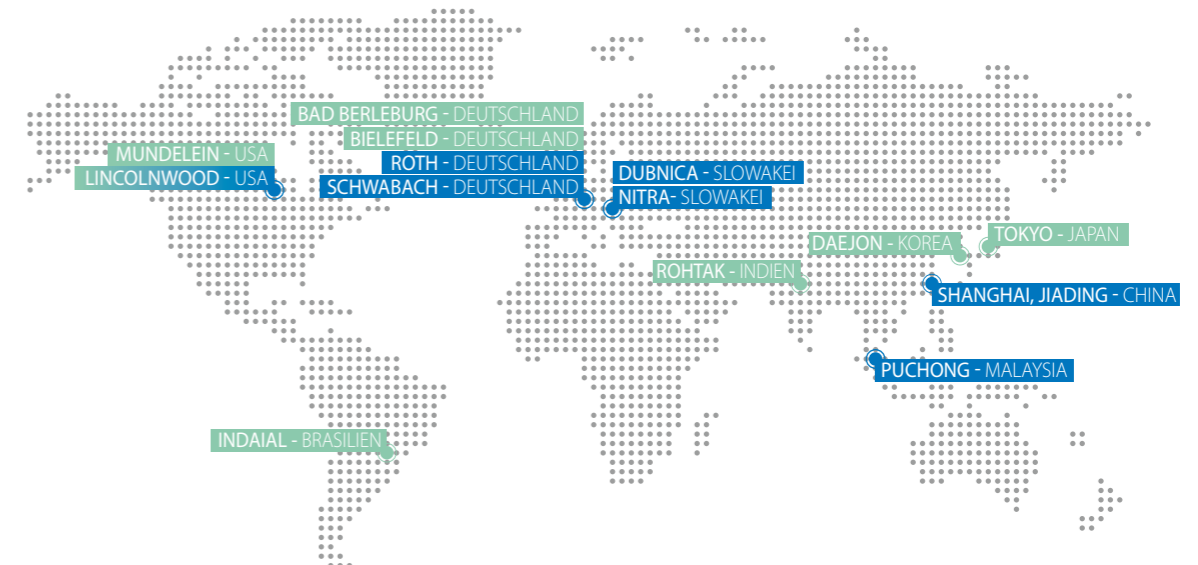 BAD BERLEBURG - DEUTSCHLAND
BIELEFELD - DEUTSCHLAND
MUNDELEIN - USA
ROTH - DEUTSCHLAND
LINCOLNWOOD - USA
SCHWABACH - DEUTSCHLAND
DUBNICA - SLOWAKEI
NITRA- SLOWAKEI
DAEJON - KOREA
TOKYO - JAPAN
ROHTAK - INDIEN
SHANGHAI, JIADING - CHINA
PUCHONG - MALAYSIA
INDAIAL - BRASILIEN